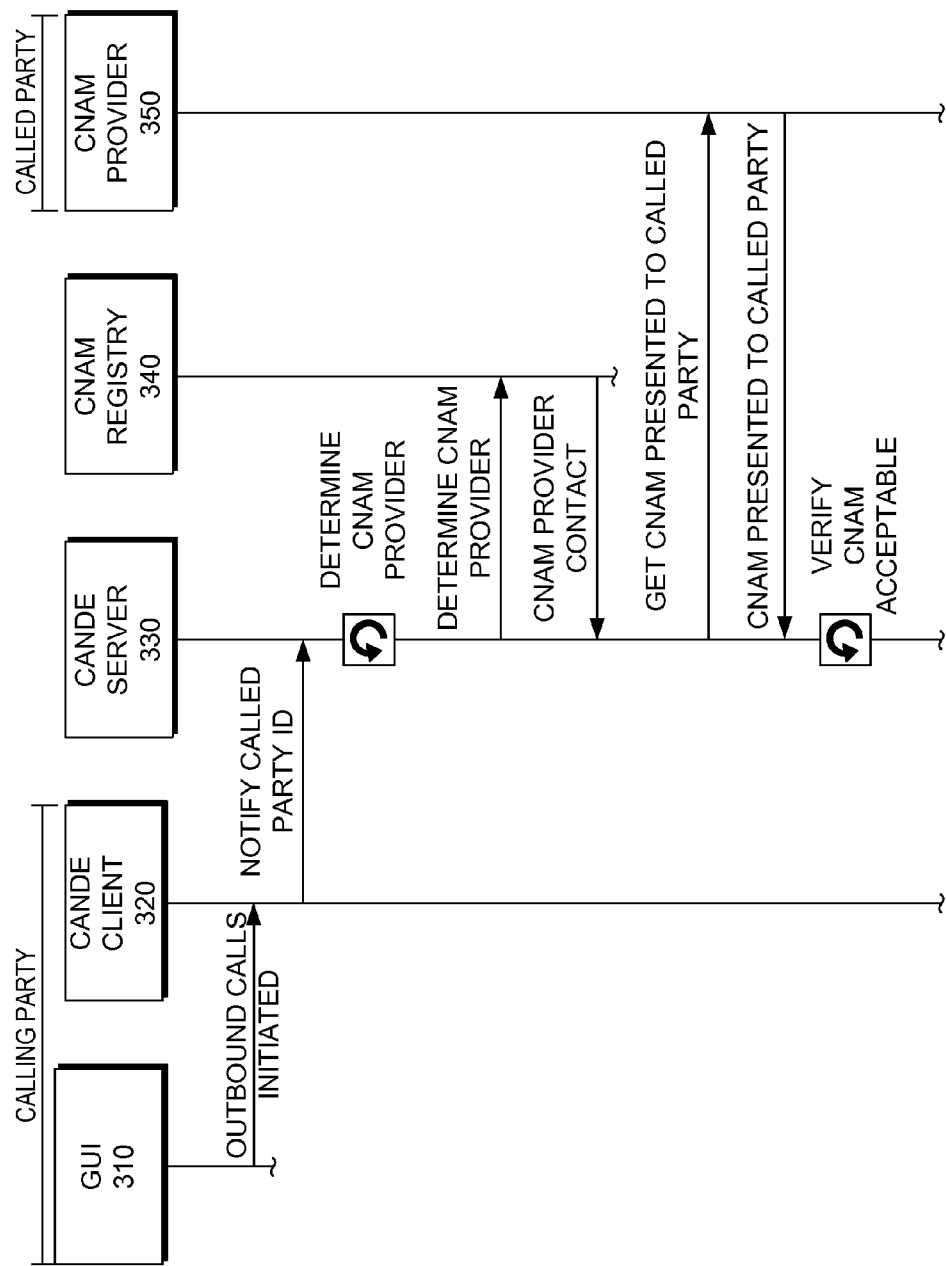 CALLING PARTY
CALLED PARTY
GUI
310
CANDE
CLIENT
320
CANDE
SERVER
330
CNAM
REGISTRY
340
CNAM
PROVIDER
350
OUTBOUND CALLS
INITIATED
NOTIFY CALLED
PARTY ID
DETERMINE
CNAM
PROVIDER
DETERMINE CNAM
PROVIDER
CNAM PROVIDER
CONTACT
GET CNAM PRESENTED TO CALLED
PARTY
CNAM PRESENTED TO CALLED PARTY
VERIFY
CNAM
ACCEPTABLE